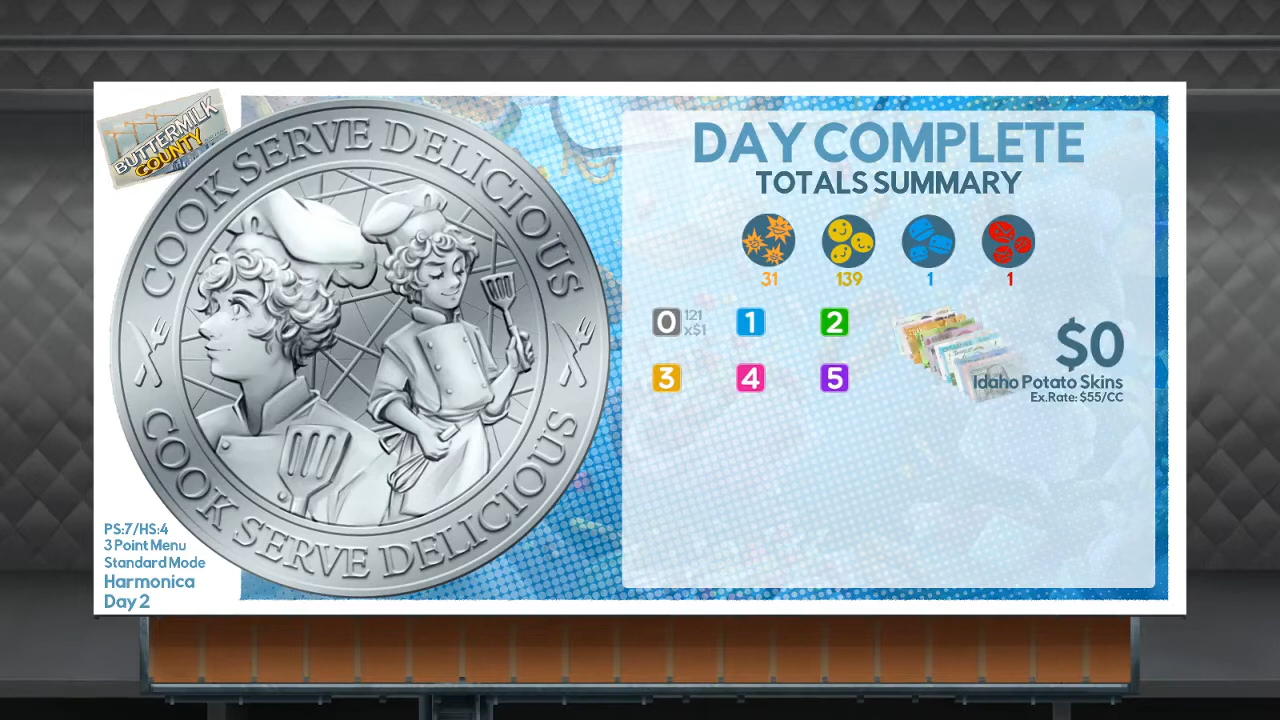 BUTTERMILK
COUNTY
COOK SERVE DELICIOUS
COOK SERVE DELICIOUS
PS:7/HS:4
3 Point Menu
Standard Mode
Harmonica
Day 2
DAY COMPLETE
TOTALS SUMMARY
31 139 1 1
0 121 x$1 1 2
3 4 5
$0
Idaho Potato Skins
Ex.Rate: $55/CC